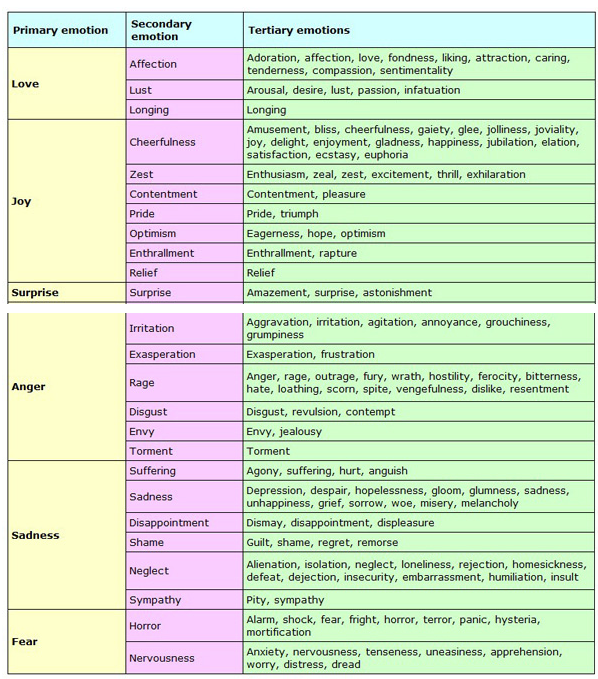 Primary emotion Secondary emotion Tertiary emotions
Love
Affection
Adoration, affection, love, fondness, liking, attraction, caring,
tenderness, compassion, sentimentality
Lust
Arousal, desire, lust, passion, infatuation
Longing
Longing
Joy
Cheerfulness
Amusement, bliss, cheerfulness, gaiety, glee, jolliness, joviality,
joy, delight, enjoyment, gladness, happiness, jubilation, elation,
satisfaction, ecstasy, euphoria
Zest
Enthusiasm, zeal, zest, excitement, thrill, exhilaration
Contentment
Contentment, pleasure
Pride
Pride, triumph
Optimism
Eagerness, hope, optimism
Enthrallment
Enthrallment, rapture
Relief
Relief
Surprise
Surprise
Amazement, surprise, astonishment
Anger
Irritation
Aggravation, irritation, agitation, annoyance, grouchiness,
grumpiness
Exasperation
Exasperation, frustration
Rage
Anger, rage, outrage, fury, wrath, hostility, ferocity, bitterness,
hate, loathing, scorn, spite, vengefulness, dislike, resentment
Disgust
Disgust, revulsion, contempt
Envy
Envy, jealousy
Torment
Torment
Sadness
Suffering
Agony, suffering, hurt, anguish
Sadness
Depression, despair, hopelessness, gloom, glumness, sadness,
unhappiness, grief, sorrow, woe, misery, melancholy
Disappointment
Dismay, disappointment, displeasure
Shame
Guilt, shame, regret, remorse
Neglect
Alienation, isolation, neglect, loneliness, rejection, homesickness,
defeat, dejection, insecurity, embarrassment, humiliation, insult
Sympathy
Pity, sympathy
Fear
Horror
Alarm, shock, fear, fright, horror, terror, panic, hysteria,
mortification
Nervousness
Anxiety, nervousness, tenseness, uneasiness, apprehension,
worry, distress, dread